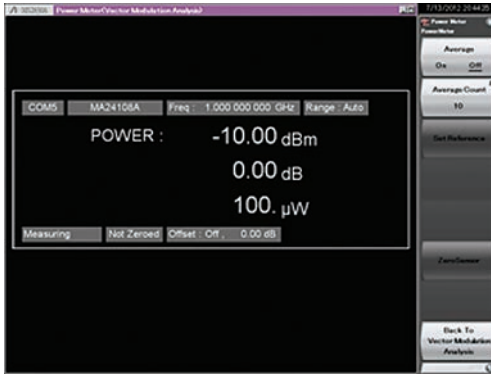 Power Meter(Vector Modulation Analysis) 7/13/2012 20:44:25
Power Meter
Power Meter
Average
On Off
Average Count
10
Set Reference
Zero Sensor
Back To
Vector Modulation
Analysis
COM5 MA24108A Freq : 1.000 000 000 GHz Range : Auto
POWER : -10.00 dBm
0.00 dB
100. µW
Measuring Not Zeroed Offset : Off , 0.00 dB